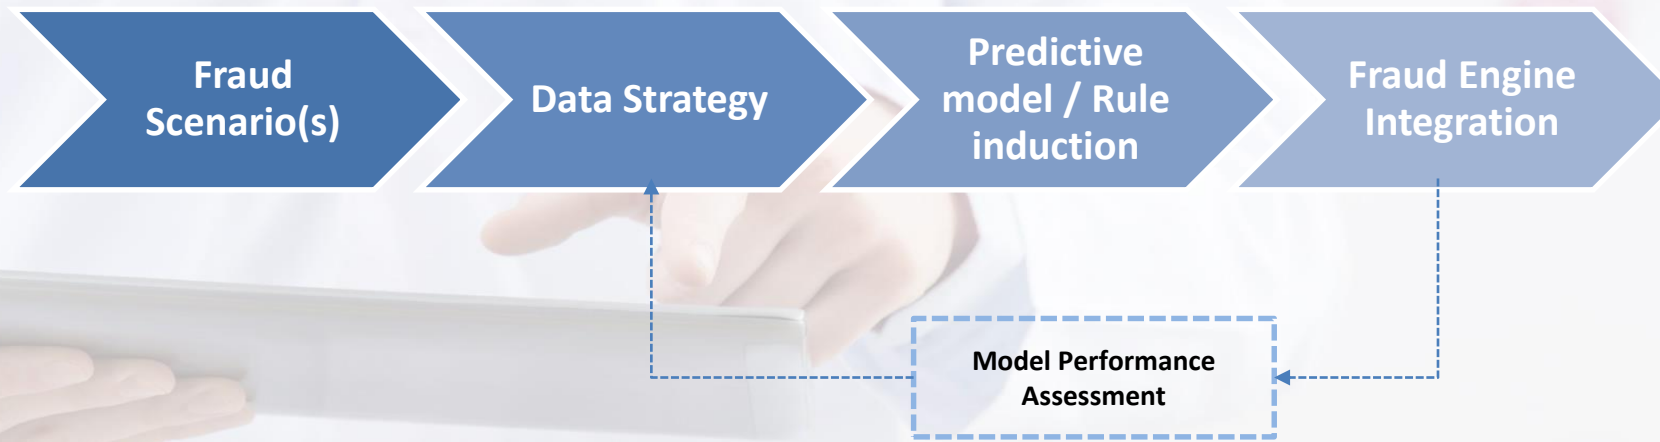 Fraud
Scenario(s)
Data Strategy
Predictive
model / Rule
induction
Fraud Engine
Integration
Model Performance
Assessment